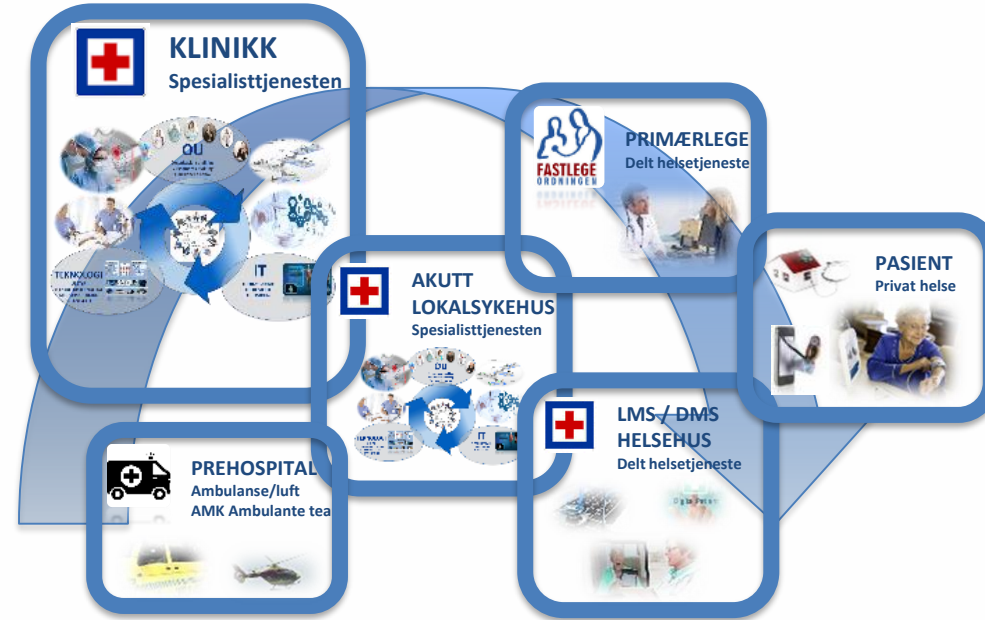 KLINIKK
Spesialisttjenesten
OU
TEKNOLOGI
IT
PREHOSPITAL
Ambulanse/luft
AMK Ambulante tea
AKUTT
LOKALSYKEHUS
Spesialisttjenesten
OU
IT
FASTLEGE
ORDNINGEN
PRIMÆRLEGE
Delt helsetjeneste
LMS / DMS
HELSEHUS
Delt helsetjeneste
PASIENT
Privat helse